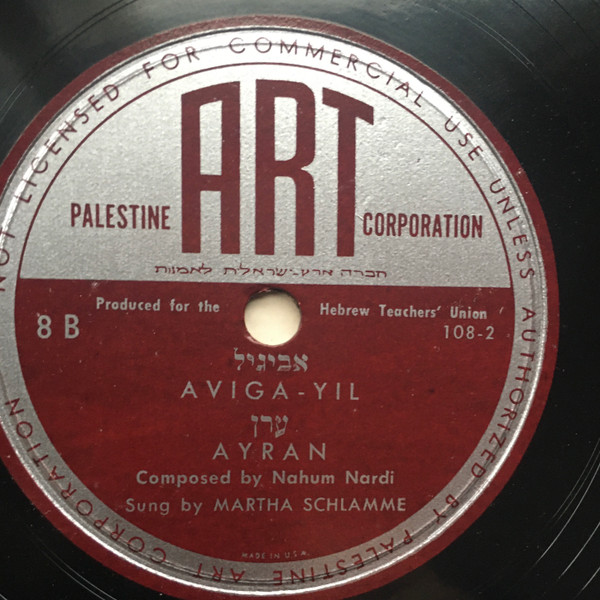 NOT LICENSED FOR COMMERCIAL USE UNLESS AUTHORIZED BY PALESTINE ART CORPORATION
PALESTINE ART CORPORATION
חברה ארץ-ישראלית לאמנות
Produced for the Hebrew Teachers' Union
8 B
108-2
אביגיל
AVIGA-YIL
ערן
AYRAN
Composed by Nahum Nardi
Sung by MARTHA SCHLAMME
MADE IN U.S.A.